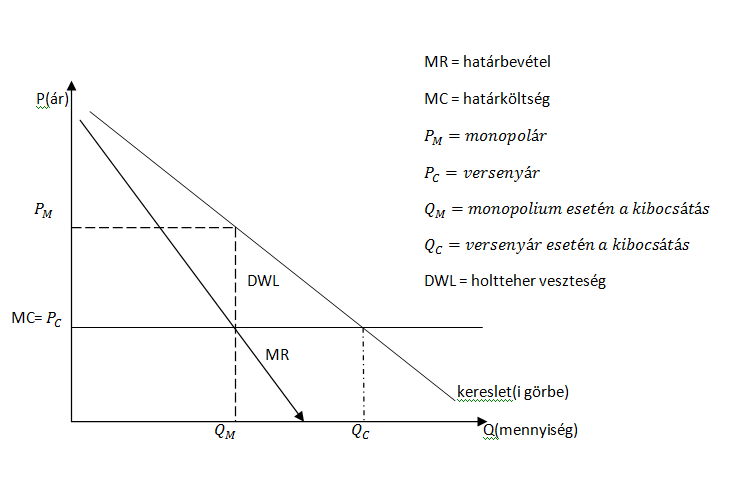 MR = határbevétel
P(ár)
MC = határköltség
P_M = monopolár
P_C = versenyár
P_M
Q_M = monopolium esetén a kibocsátás
Q_C = versenyár esetén a kibocsátás
DWL
DWL = holtteher veszteség
MC= P_C
MR
kereslet(i görbe)
Q_M
Q_C
Q(mennyiség)